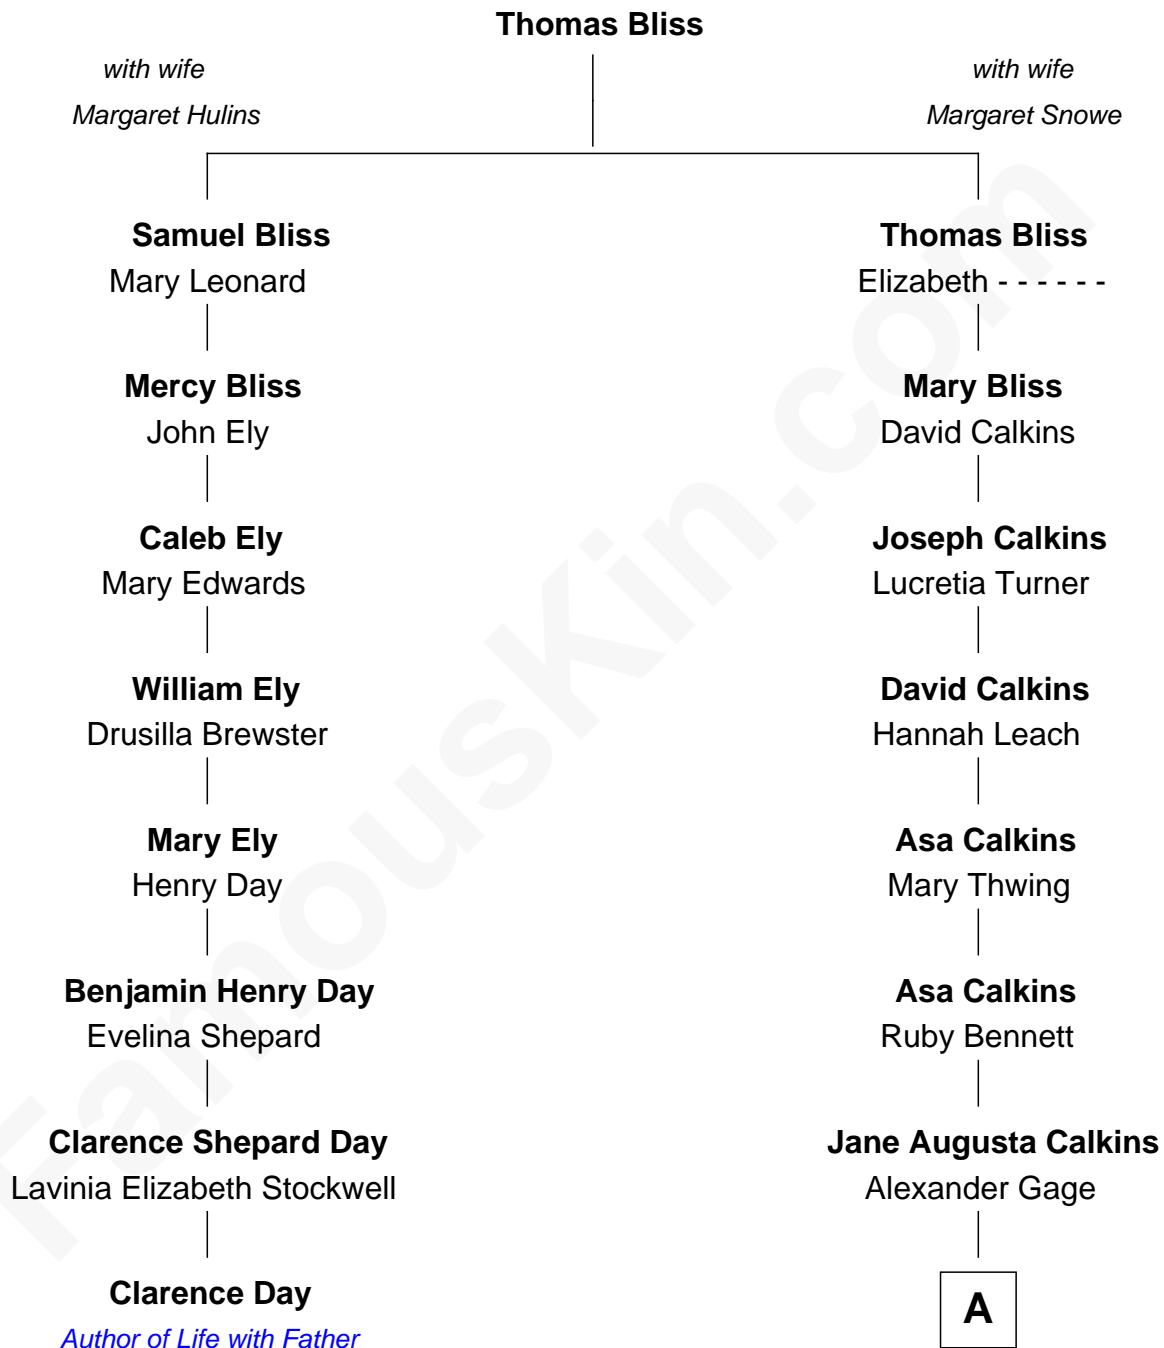 Thomas Bliss
with wife
Margaret Hulins
with wife
Margaret Snowe
Samuel Bliss
Mary Leonard
Thomas Bliss
Elizabeth - - - - - -
Mercy Bliss
John Ely
Mary Bliss
David Calkins
Caleb Ely
Mary Edwards
Joseph Calkins
Lucretia Turner
William Ely
Drusilla Brewster
David Calkins
Hannah Leach
Mary Ely
Henry Day
Asa Calkins
Mary Thwing
Benjamin Henry Day
Evelina Shepard
Asa Calkins
Ruby Bennett
Clarence Shepard Day
Lavinia Elizabeth Stockwell
Jane Augusta Calkins
Alexander Gage
Clarence Day
Author of Life with Father
A
FamousKin.com